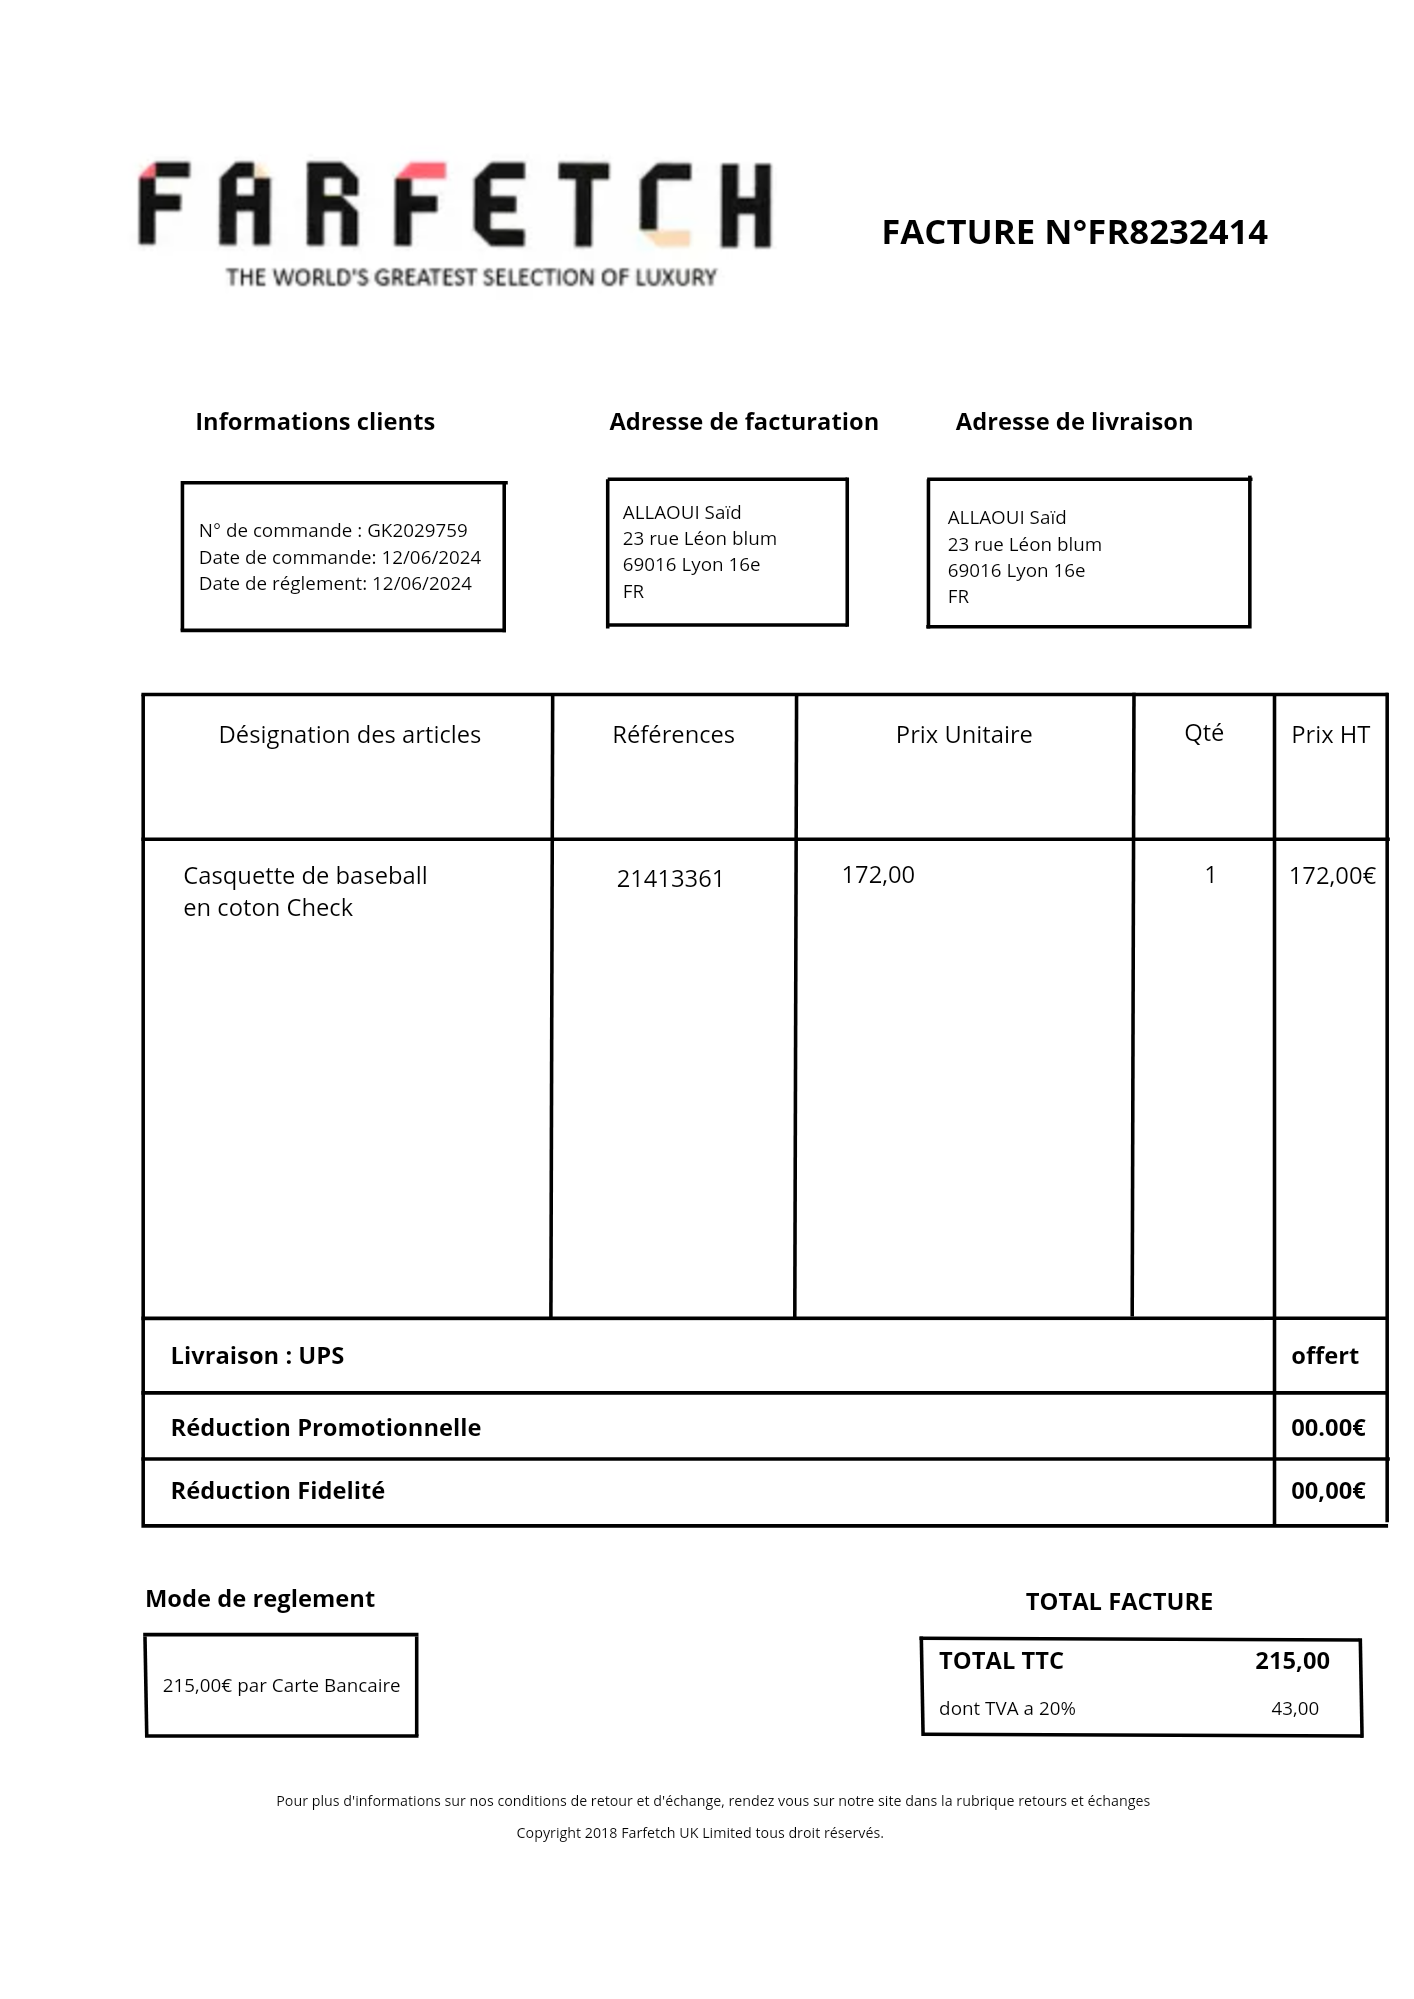 FARFETCH
THE WORLD'S GREATEST SELECTION OF LUXURY
FACTURE N°FR8232414
Informations clients
Adresse de facturation
Adresse de livraison
N° de commande : GK2029759
Date de commande: 12/06/2024
Date de réglement: 12/06/2024
ALLAOUI Saïd
23 rue Léon blum
69016 Lyon 16e
FR
ALLAOUI Saïd
23 rue Léon blum
69016 Lyon 16e
FR
Désignation des articles
Références
Prix Unitaire
Qté
Prix HT
Casquette de baseball
en coton Check
21413361
172,00
1
172,00€
Livraison : UPS
offert
Réduction Promotionnelle
00.00€
Réduction Fidelité
00,00€
Mode de reglement
215,00€ par Carte Bancaire
TOTAL FACTURE
TOTAL TTC 215,00
dont TVA a 20% 43,00
Pour plus d'informations sur nos conditions de retour et d'échange, rendez vous sur notre site dans la rubrique retours et échanges
Copyright 2018 Farfetch UK Limited tous droit réservés.